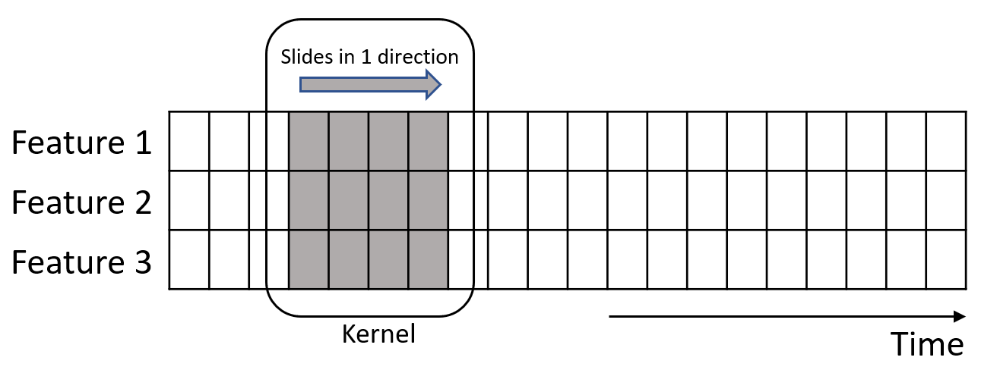 Slides in 1 direction
Feature 1
Feature 2
Feature 3
Kernel
Time